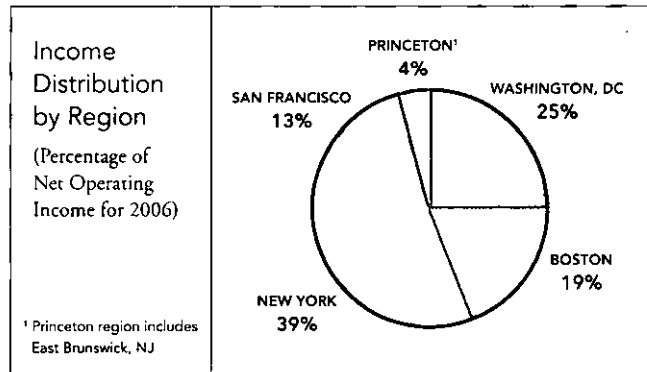 Income
Distribution
by Region
(Percentage of
Net Operating
Income for 2006)
¹ Princeton region includes
East Brunswick, NJ
PRINCETON¹
4%
WASHINGTON, DC
25%
SAN FRANCISCO
13%
BOSTON
19%
NEW YORK
39%